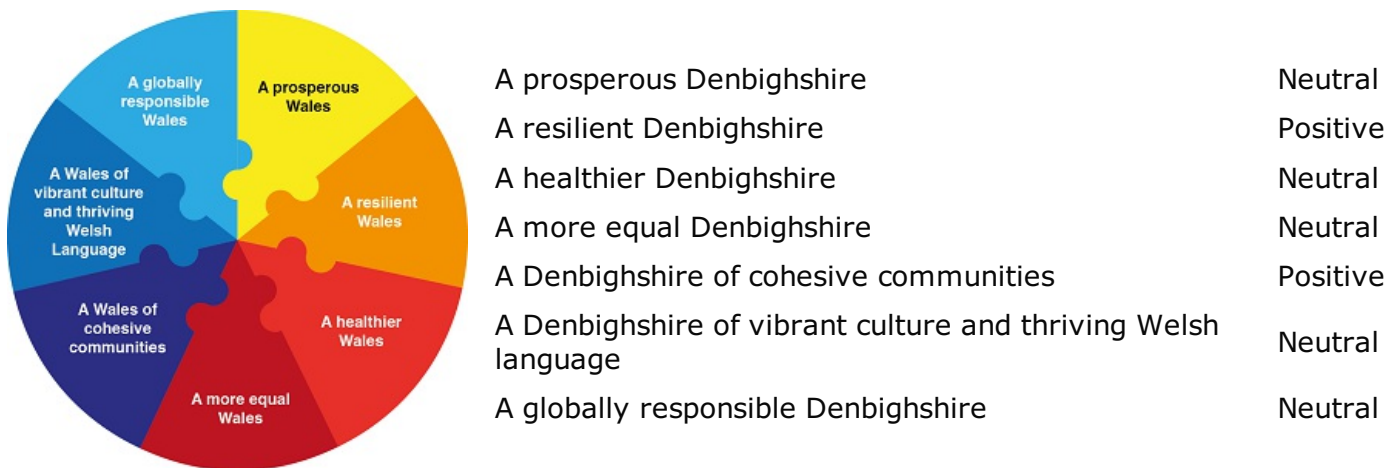 A globally
responsible
Wales
A prosperous
Wales
A resilient
Wales
A healthier
Wales
A more equal
Wales
A Wales of
cohesive
communities
A Wales of
vibrant culture
and thriving
Welsh
Language
A prosperous Denbighshire Neutral
A resilient Denbighshire Positive
A healthier Denbighshire Neutral
A more equal Denbighshire Neutral
A Denbighshire of cohesive communities Positive
A Denbighshire of vibrant culture and thriving Welsh
language Neutral
A globally responsible Denbighshire Neutral